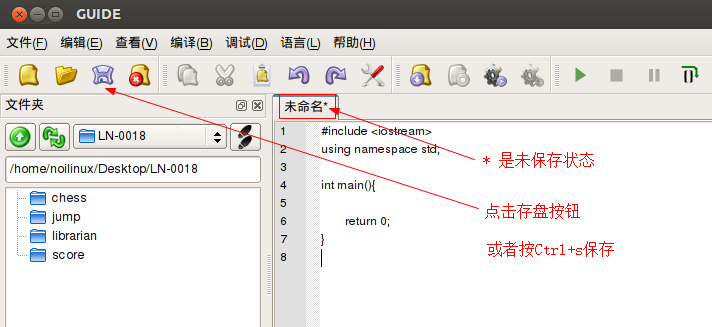 GUIDE
文件(F) 编辑(E) 查看(V) 编译(B) 调试(D) 语言(L) 帮助(H)
文件夹
LN-0018
/home/noilinux/Desktop/LN-0018
chess
jump
librarian
score
未命名*
1 #include <iostream>
2 using namespace std;
3
4 int main(){
5
6 return 0;
7 }
8
* 是未保存状态
点击存盘按钮
或者按Ctrl+s保存